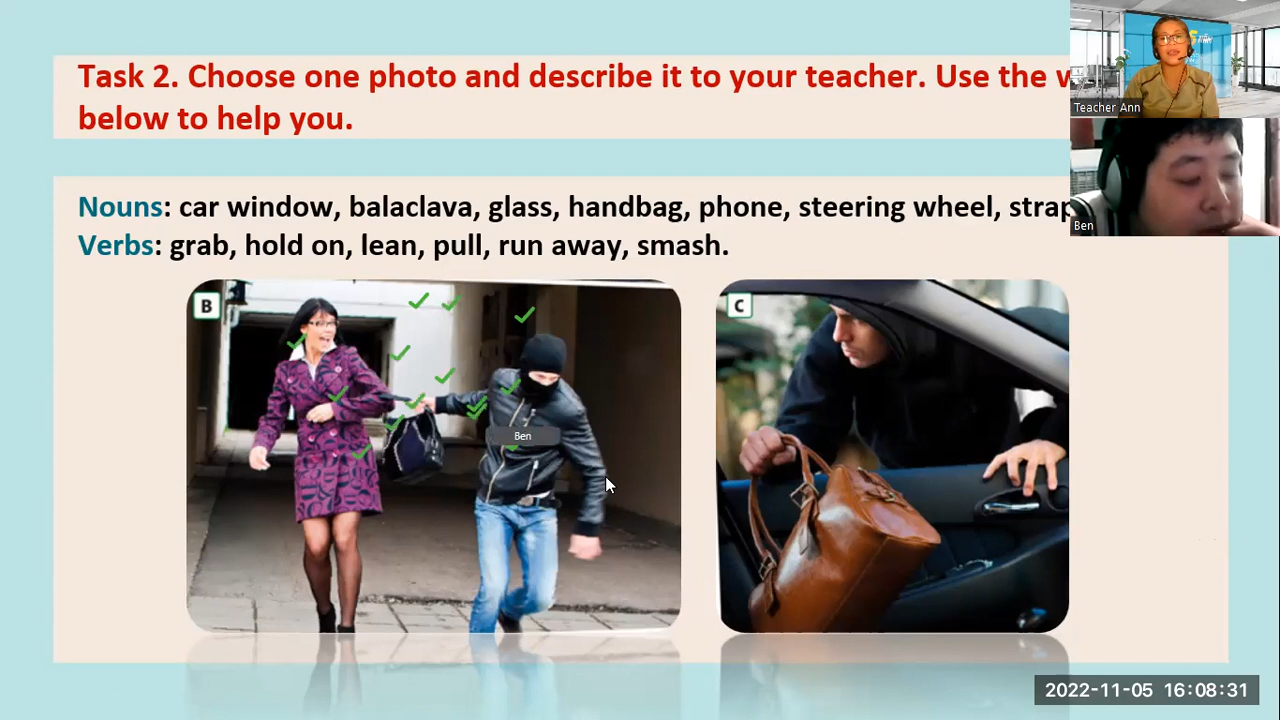 Task 2. Choose one photo and describe it to your teacher. Use the
below to help you.
Nouns: car window, balaclava, glass, handbag, phone, steering wheel, strap
Verbs: grab, hold on, lean, pull, run away, smash.
B
C
Ben
Teacher Ann
Ben
2022-11-05 16:08:31